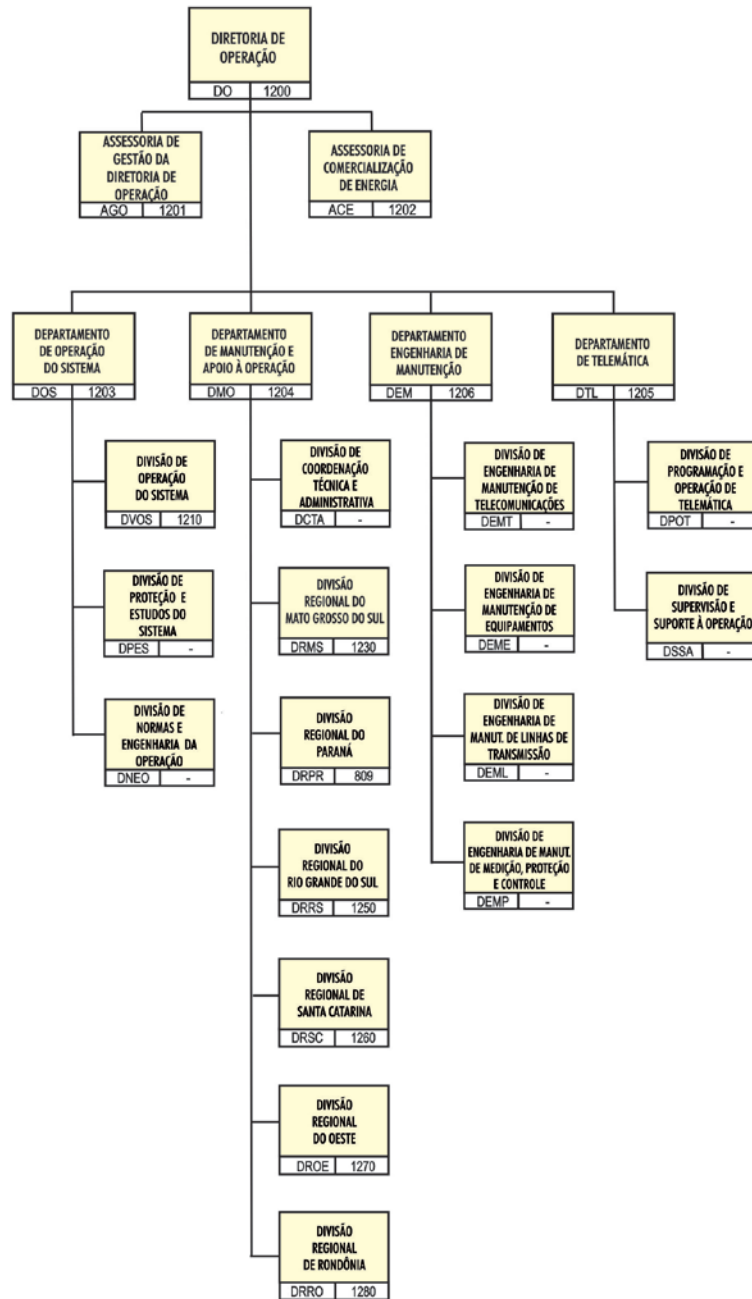 DIRETORIA DE
OPERAÇÃO
DO 1200
ASSESSORIA DE
GESTÃO DA
DIRETORIA DE
OPERAÇÃO
AGO 1201
ASSESSORIA DE
COMERCIALIZAÇÃO
DE ENERGIA
ACE 1202
DEPARTAMENTO
DE OPERAÇÃO
DO SISTEMA
DOS 1203
DIVISÃO DE
OPERAÇÃO
DO SISTEMA
DVOS 1210
DIVISÃO DE
PROTEÇÃO E
ESTUDOS DO
SISTEMA
DPES -
DIVISÃO DE
NORMAS E
ENGENHARIA DA
OPERAÇÃO
DNEO -
DEPARTAMENTO
DE MANUTENÇÃO E
APOIO À OPERAÇÃO
DMO 1204
DIVISÃO DE
COORDENAÇÃO
TÉCNICA E
ADMINISTRATIVA
DCTA -
DIVISÃO
REGIONAL DO
MATO GROSSO DO SUL
DRMS 1230
DIVISÃO
REGIONAL DO
PARANÁ
DRPR 809
DIVISÃO
REGIONAL DO
RIO GRANDE DO SUL
DRRS 1250
DIVISÃO
REGIONAL DE
SANTA CATARINA
DRSC 1260
DIVISÃO
REGIONAL
DO OESTE
DROE 1270
DIVISÃO
REGIONAL
DE RONDÔNIA
DRRO 1280
DEPARTAMENTO
ENGENHARIA DE
MANUTENÇÃO
DEM 1206
DIVISÃO DE
ENGENHARIA DE
MANUTENÇÃO DE
TELECOMUNICAÇÕES
DEMT -
DIVISÃO DE
ENGENHARIA DE
MANUTENÇÃO DE
EQUIPAMENTOS
DEME -
DIVISÃO DE
ENGENHARIA DE
MANUT. DE LINHAS DE
TRANSMISSÃO
DEML -
DIVISÃO DE
ENGENHARIA DE MANUT.
DE MEDIÇÃO, PROTEÇÃO
E CONTROLE
DEMP -
DEPARTAMENTO
DE TELEMÁTICA
DTL 1205
DIVISÃO DE
PROGRAMAÇÃO E
OPERAÇÃO DE
TELEMÁTICA
DPOT -
DIVISÃO DE
SUPERVISÃO E
SUPORTE À OPERAÇÃO
DSSA -